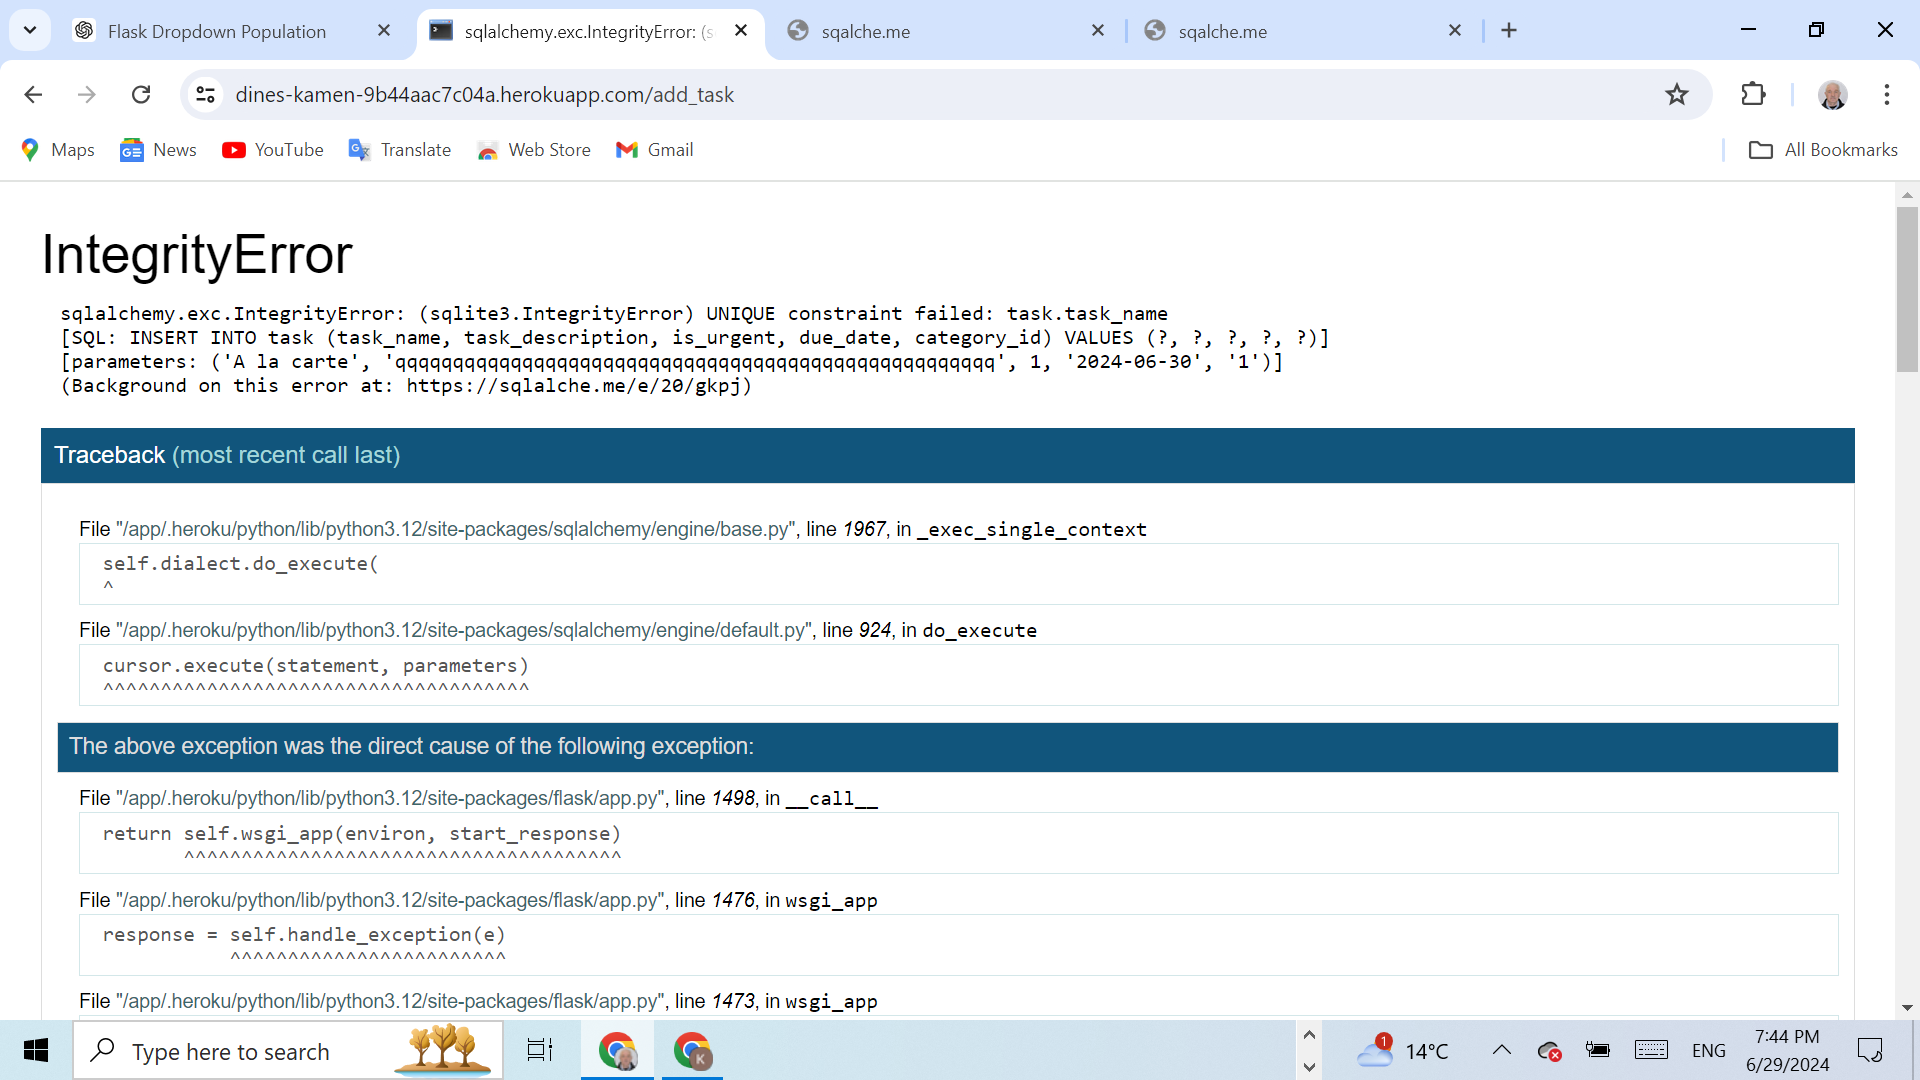 Flask Dropdown Population
sqlalchemy.exc.IntegrityError: (s
sqalche.me
sqalche.me
dines-kamen-9b44aac7c04a.herokuapp.com/add_task
Maps
News
YouTube
Translate
Web Store
Gmail
All Bookmarks
IntegrityError
sqlalchemy.exc.IntegrityError: (sqlite3.IntegrityError) UNIQUE constraint failed: task.task_name
[SQL: INSERT INTO task (task_name, task_description, is_urgent, due_date, category_id) VALUES (?, ?, ?, ?, ?)]
[parameters: ('A la carte', 'qqqqqqqqqqqqqqqqqqqqqqqqqqqqqqqqqqqqqqqqqqqqqqqqqqqq', 1, '2024-06-30', '1')]
(Background on this error at: https://sqlalche.me/e/20/gkpj)
Traceback (most recent call last)
File "/app/.heroku/python/lib/python3.12/site-packages/sqlalchemy/engine/base.py", line 1967, in _exec_single_context
self.dialect.do_execute(
^
File "/app/.heroku/python/lib/python3.12/site-packages/sqlalchemy/engine/default.py", line 924, in do_execute
cursor.execute(statement, parameters)
^^^^^^^^^^^^^^^^^^^^^^^^^^^^^^^^^^^^^
The above exception was the direct cause of the following exception:
File "/app/.heroku/python/lib/python3.12/site-packages/flask/app.py", line 1498, in __call__
return self.wsgi_app(environ, start_response)
^^^^^^^^^^^^^^^^^^^^^^^^^^^^^^^^^^^^^^
File "/app/.heroku/python/lib/python3.12/site-packages/flask/app.py", line 1476, in wsgi_app
response = self.handle_exception(e)
^^^^^^^^^^^^^^^^^^^^^^^^
File "/app/.heroku/python/lib/python3.12/site-packages/flask/app.py", line 1473, in wsgi_app
Type here to search
K
1
14°C
ENG
7:44 PM
6/29/2024